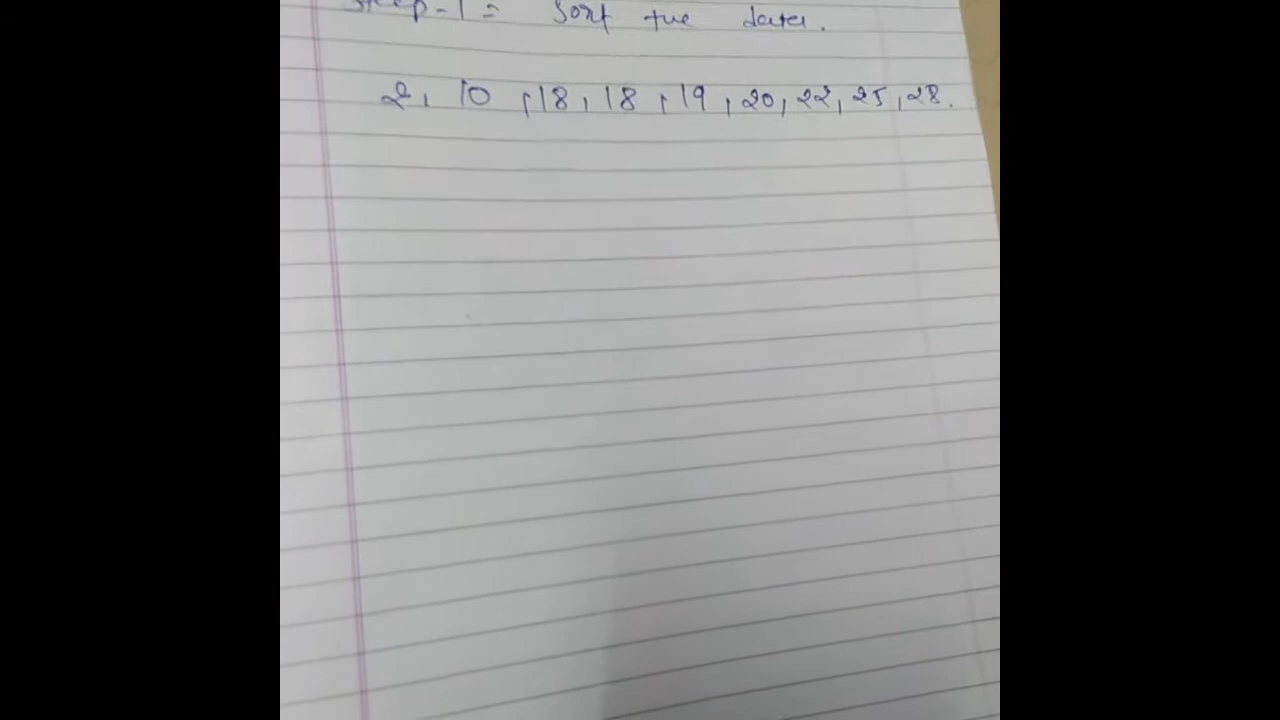 Step-1 = Sort the data.
2, 10, 18, 18, 19, 20, 22, 25, 28.